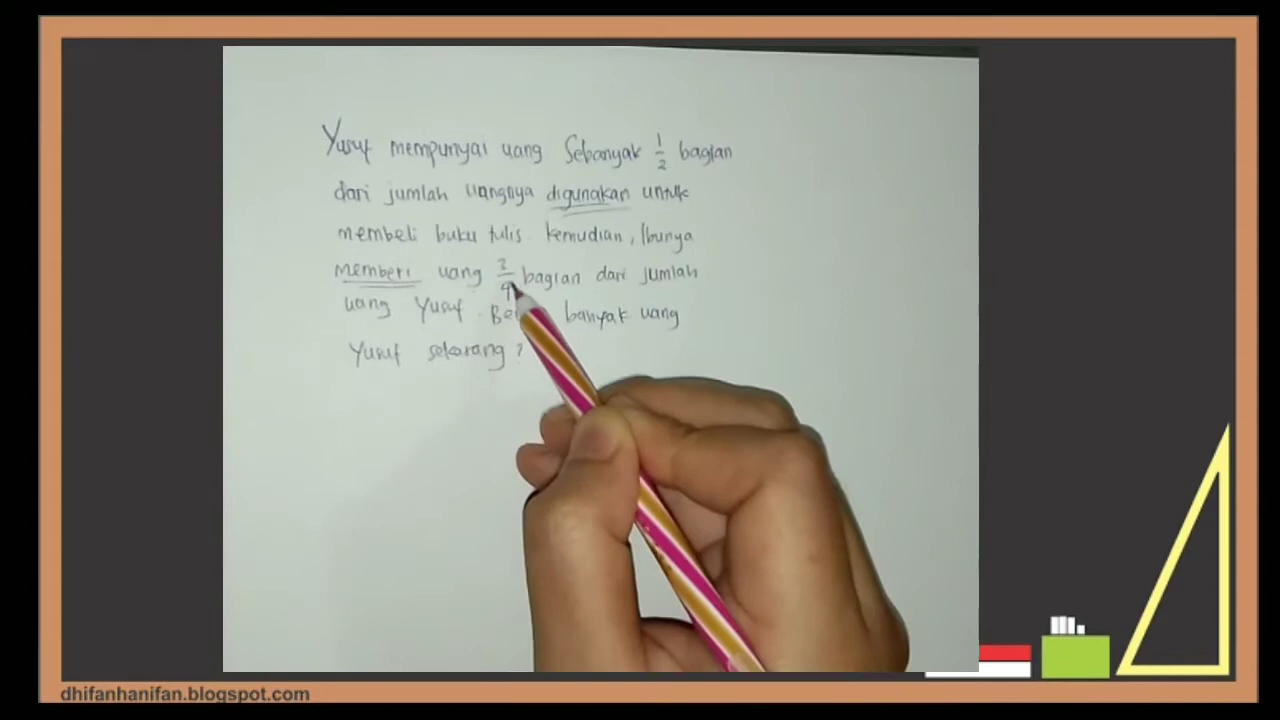 Yusuf mempunyai uang Sebanyak 1/2 bagian
dari jumlah uangnya digunakan untuk
membeli buku tulis. kemudian, Ibunya
memberi uang bagian dari jumlah
uang Yusuf. banyak uang
Yusuf sekarang ?
dhifanhanifan.blogspot.com